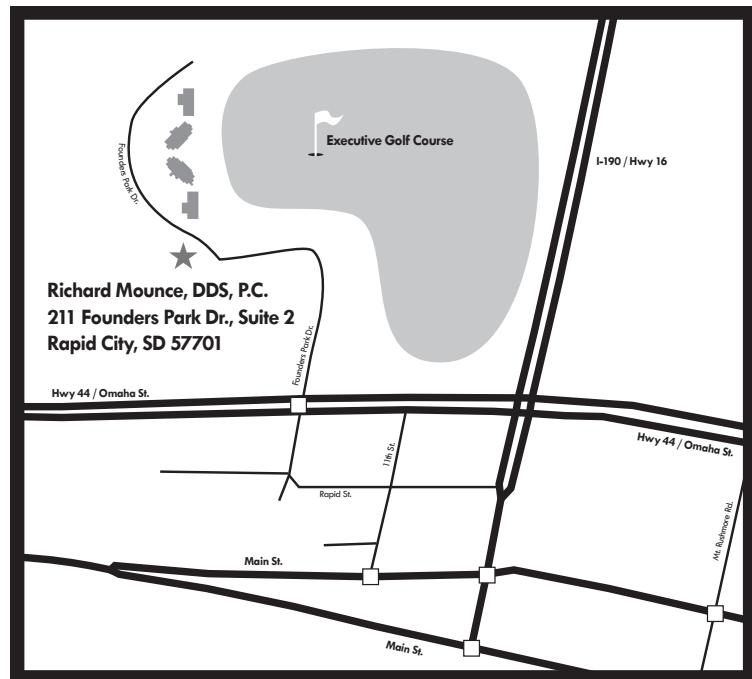 Founders Park Dr.
Executive Golf Course
I-190 / Hwy 16
Richard Mounce, DDS, P.C.
211 Founders Park Dr., Suite 2
Rapid City, SD 57701
Founders Park Dr.
Hwy 44 / Omaha St.
Hwy 44 / Omaha St.
11th St.
Rapid St.
Mt. Rushmore Rd.
Main St.
Main St.